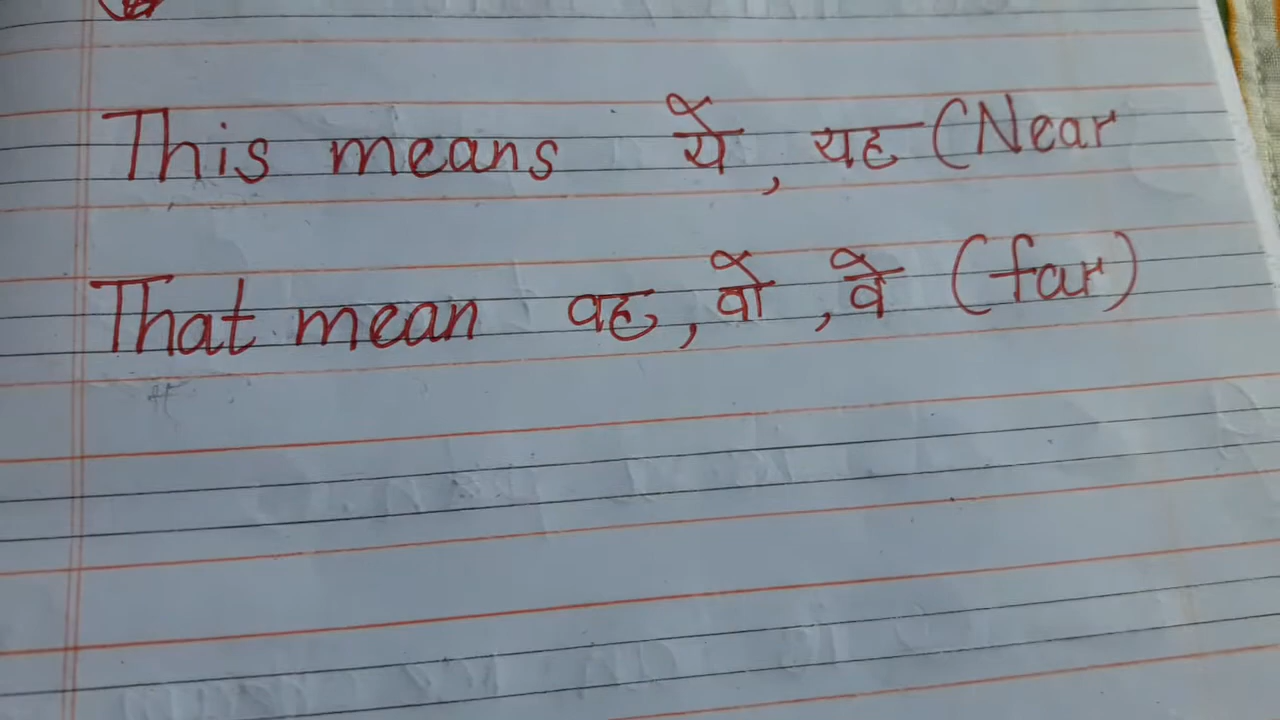 This means ये, यह (Near
That mean वह, वो, वे (far)